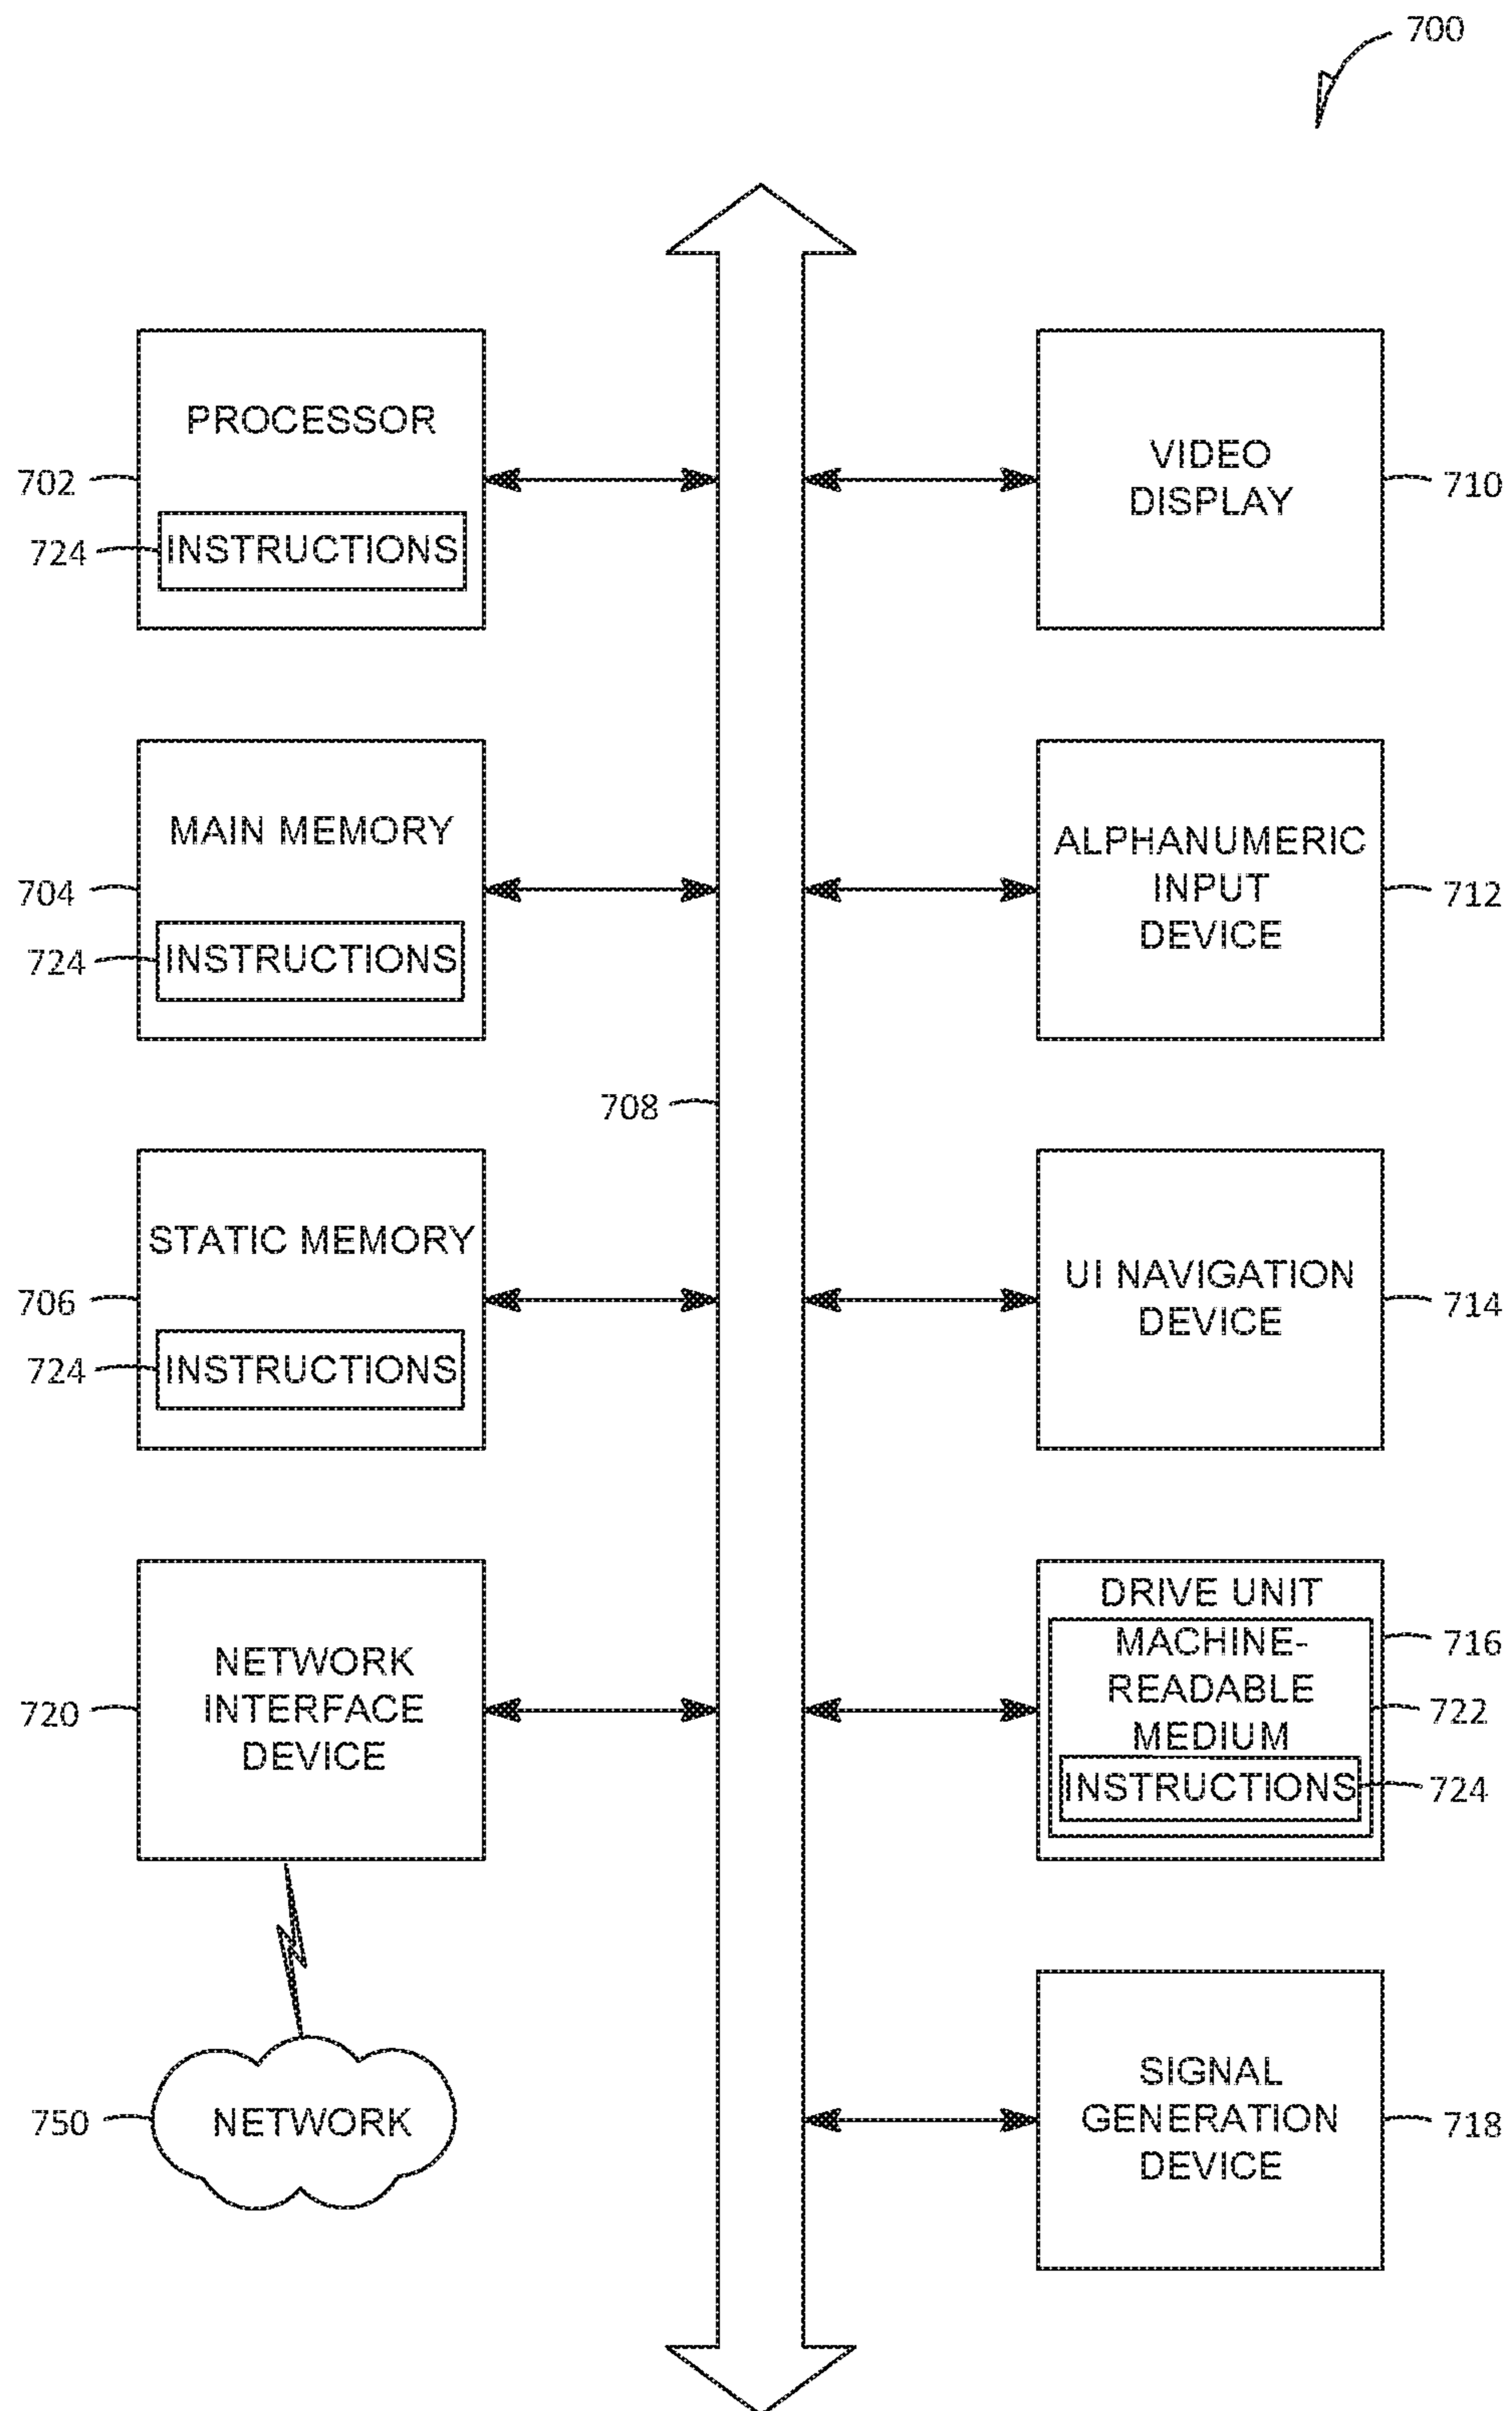 700
PROCESSOR
702
724
INSTRUCTIONS
VIDEO
DISPLAY
710
MAIN MEMORY
704
724
INSTRUCTIONS
ALPHANUMERIC
INPUT
DEVICE
712
708
STATIC MEMORY
706
724
INSTRUCTIONS
UI NAVIGATION
DEVICE
714
NETWORK
INTERFACE
DEVICE
720
DRIVE UNIT
716
MACHINE-
READABLE
MEDIUM
722
INSTRUCTIONS
724
750
NETWORK
SIGNAL
GENERATION
DEVICE
718